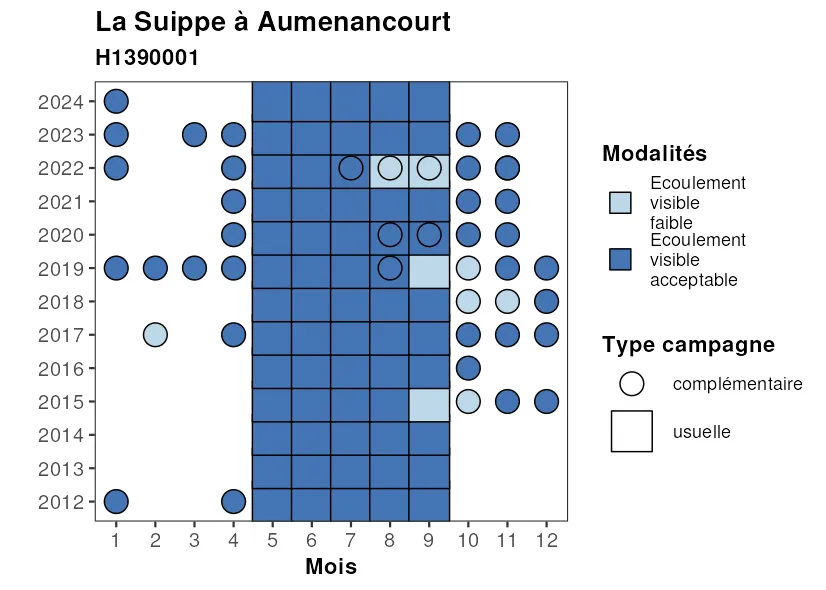 La Suippe à Aumenancourt
H1390001
2024
2023
2022
2021
2020
2019
2018
2017
2016
2015
2014
2013
2012
1 2 3 4 5 6 7 8 9 10 11 12
Mois
Modalités
Ecoulement
visible
faible
Ecoulement
visible
acceptable
Type campagne
complémentaire
usuelle